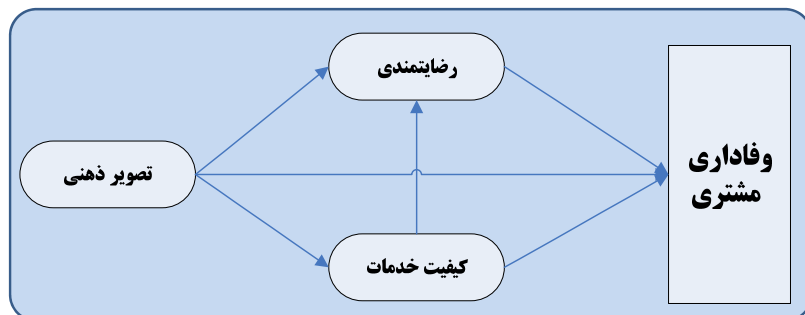 رضایتمندی
وفاداری
مشتری
تصویر ذهنی
کیفیت خدمات